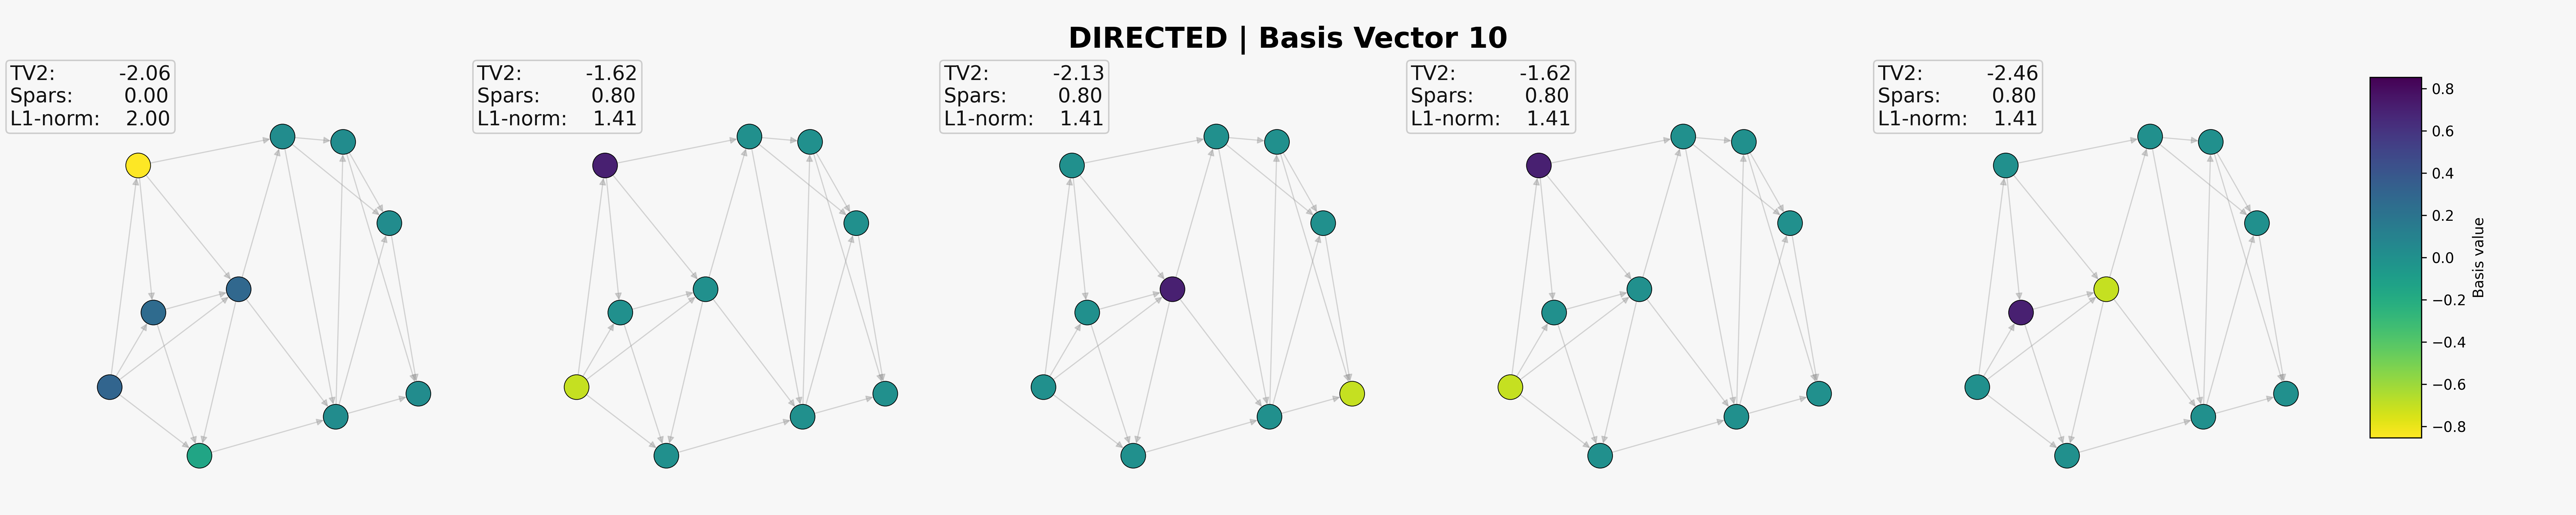 DIRECTED | Basis Vector 10
TV2: -2.06
Spars: 0.00
L1-norm: 2.00
TV2: -1.62
Spars: 0.80
L1-norm: 1.41
TV2: -2.13
Spars: 0.80
L1-norm: 1.41
TV2: -1.62
Spars: 0.80
L1-norm: 1.41
TV2: -2.46
Spars: 0.80
L1-norm: 1.41
0.8
0.6
0.4
0.2
0.0
−0.2
−0.4
−0.6
−0.8
Basis value